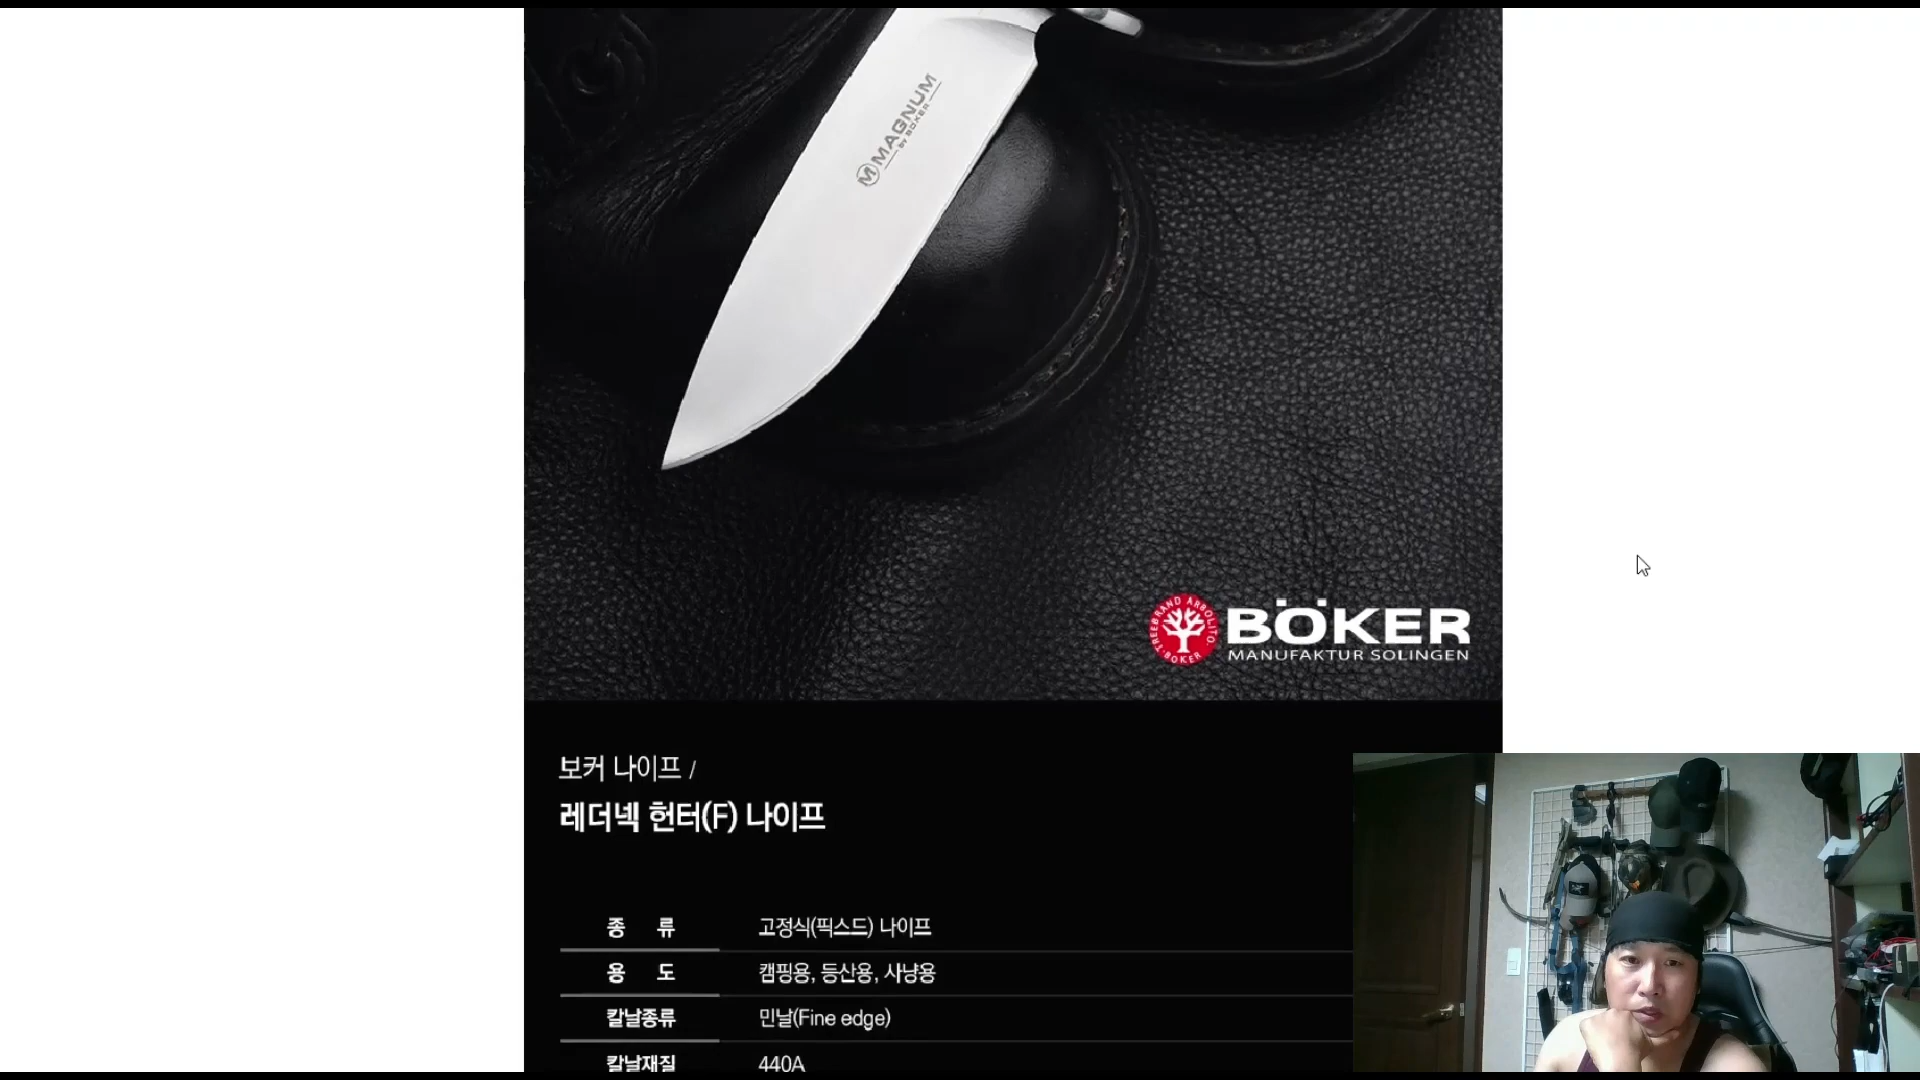 MAGNUM
by BÖKER
TREEBRAND ARBOLITO
BOKER
BÖKER
MANUFAKTUR SOLINGEN
보커 나이프 /
레더넥 헌터(F) 나이프
종 류 고정식(픽스드) 나이프
용 도 캠핑용, 등산용, 사냥용
칼날종류 민날(Fine edge)
칼날재질 440A